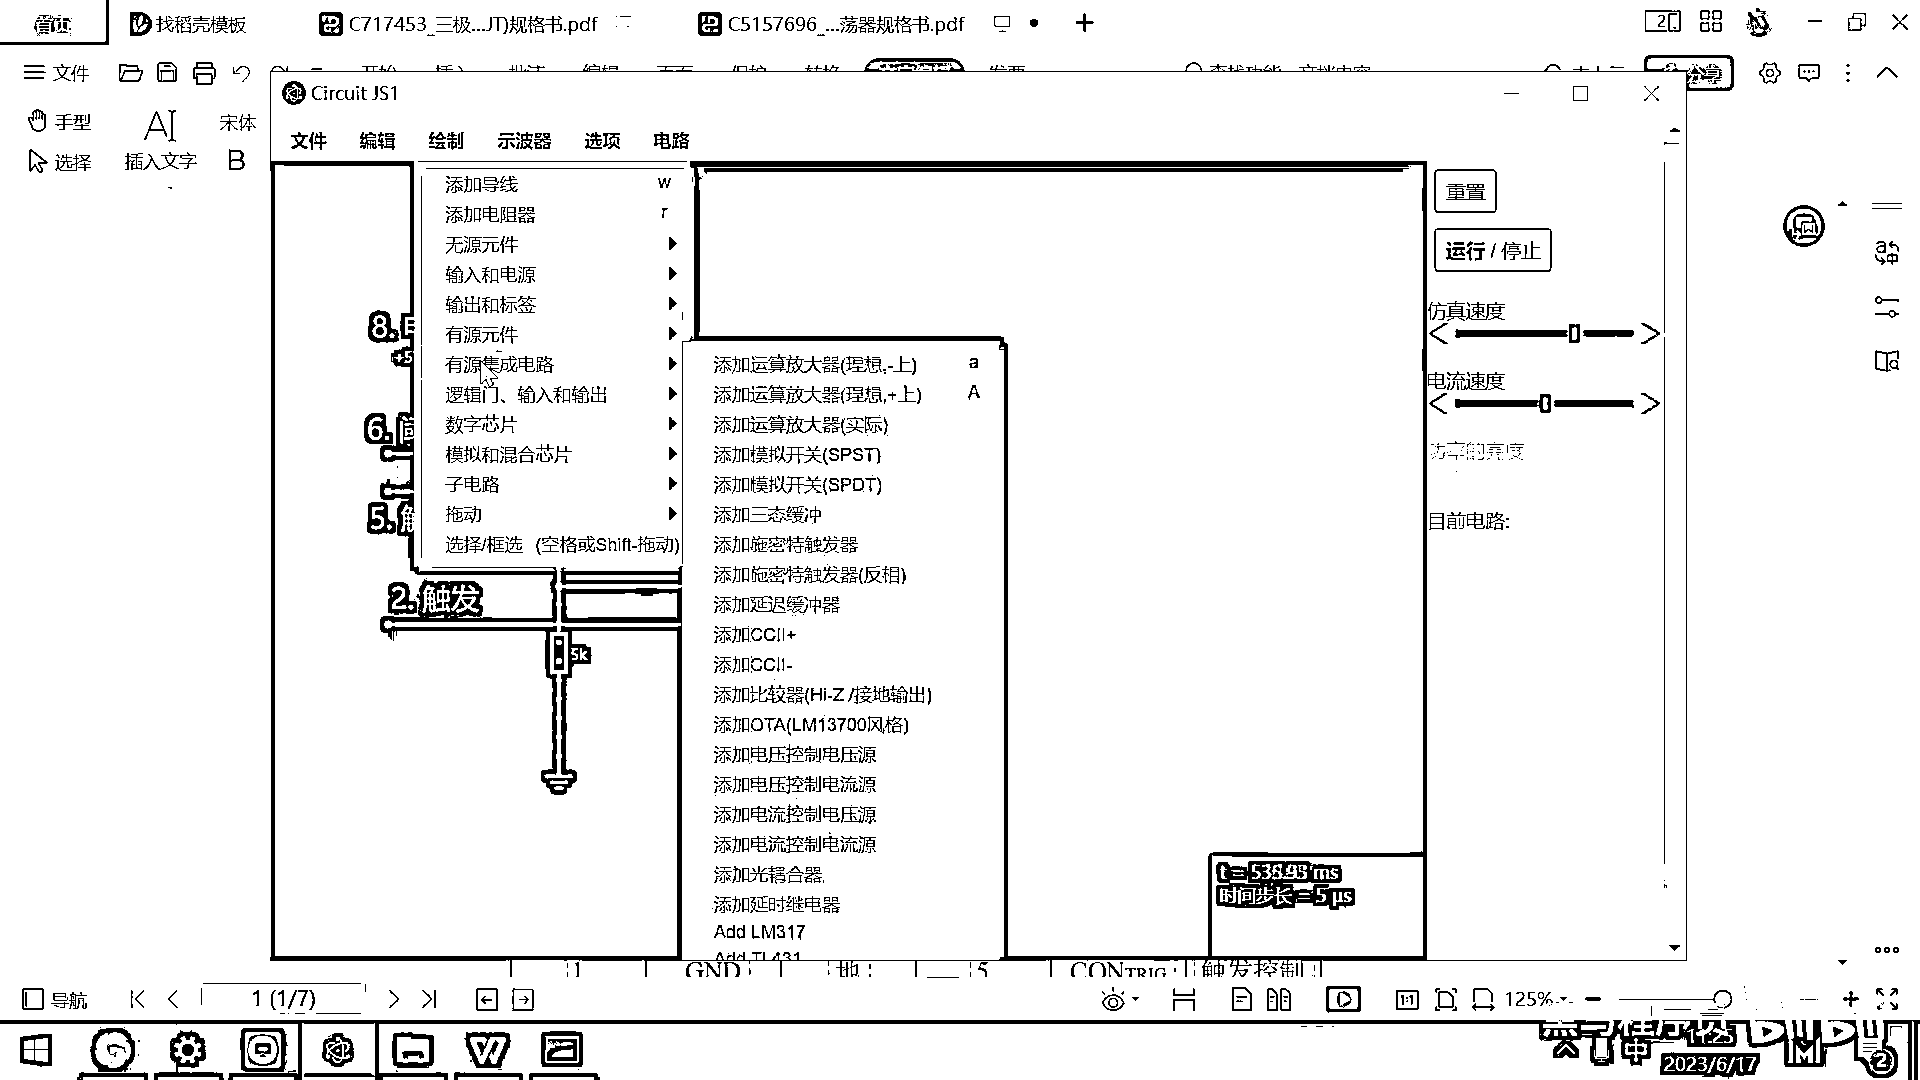 首页
找稻壳模板
C717453_三极...JT)规格书.pdf
C5157696_...荡器规格书.pdf
文件
Circuit JS1
手型
插入文字
宋体
选择
B
文件 编辑 绘制 示波器 选项 电路
添加导线 w
添加电阻器 r
无源元件
输入和电源
输出和标签
有源元件
有源集成电路
逻辑门、输入和输出
数字芯片
模拟和混合芯片
子电路
拖动
选择/框选 (空格或Shift-拖动)
添加运算放大器(理想,-上) a
添加运算放大器(理想,+上) A
添加运算放大器(实际)
添加模拟开关(SPST)
添加模拟开关(SPDT)
添加三态缓冲
添加施密特触发器
添加施密特触发器(反相)
添加延迟缓冲器
添加CCII+
添加CCII-
添加比较器(Hi-Z /接地输出)
添加OTA(LM13700风格)
添加电压控制电压源
添加电压控制电流源
添加电流控制电压源
添加电流控制电流源
添加光耦合器
添加延时继电器
Add LM317
Add TL431
重置
运行 / 停止
仿真速度
电流速度
功率的亮度
目前电路:
8.
+5
6.
5.
2. 触发
5k
t = 538.93 ms
时间步长 = 5 µs
1 GND 地 — 5 CONTRIG 触发控制
导航
1 (1/7)
1:1
125%
中
14:23
2023/6/17
2